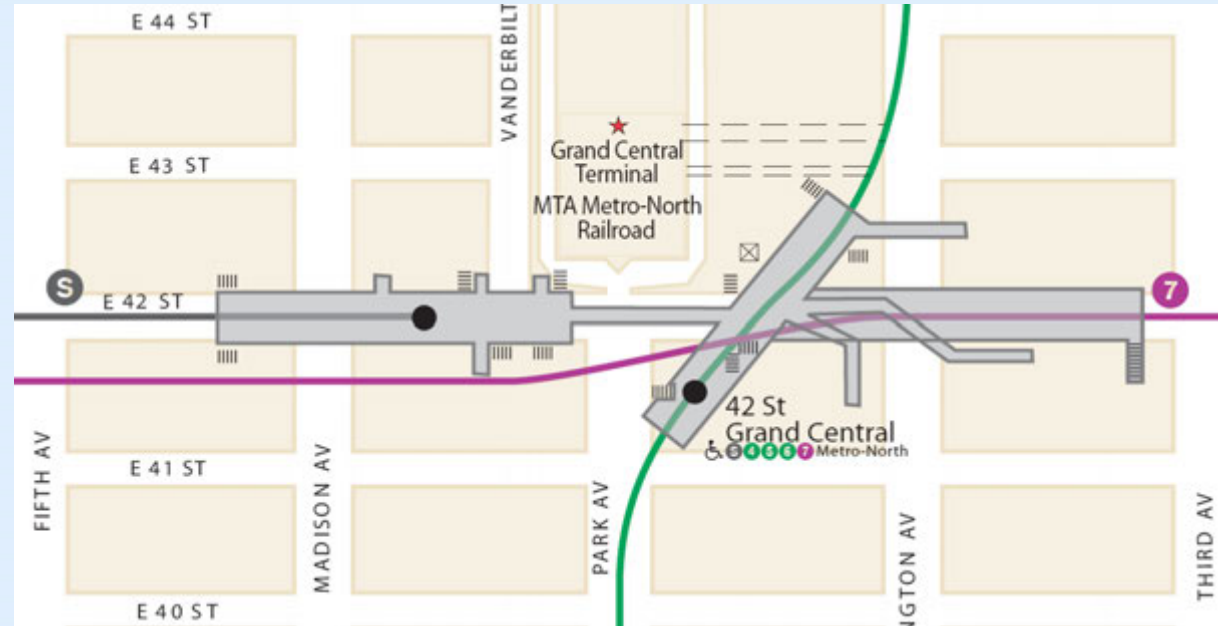 E 44 ST
VANDERBILT
E 43 ST
Grand Central
Terminal
MTA Metro-North
Railroad
S
E 42 ST
7
42 St
Grand Central
S 4 5 6 7 Metro-North
FIFTH AV
MADISON AV
E 41 ST
PARK AV
NGTON AV
THIRD AV
E 40 ST